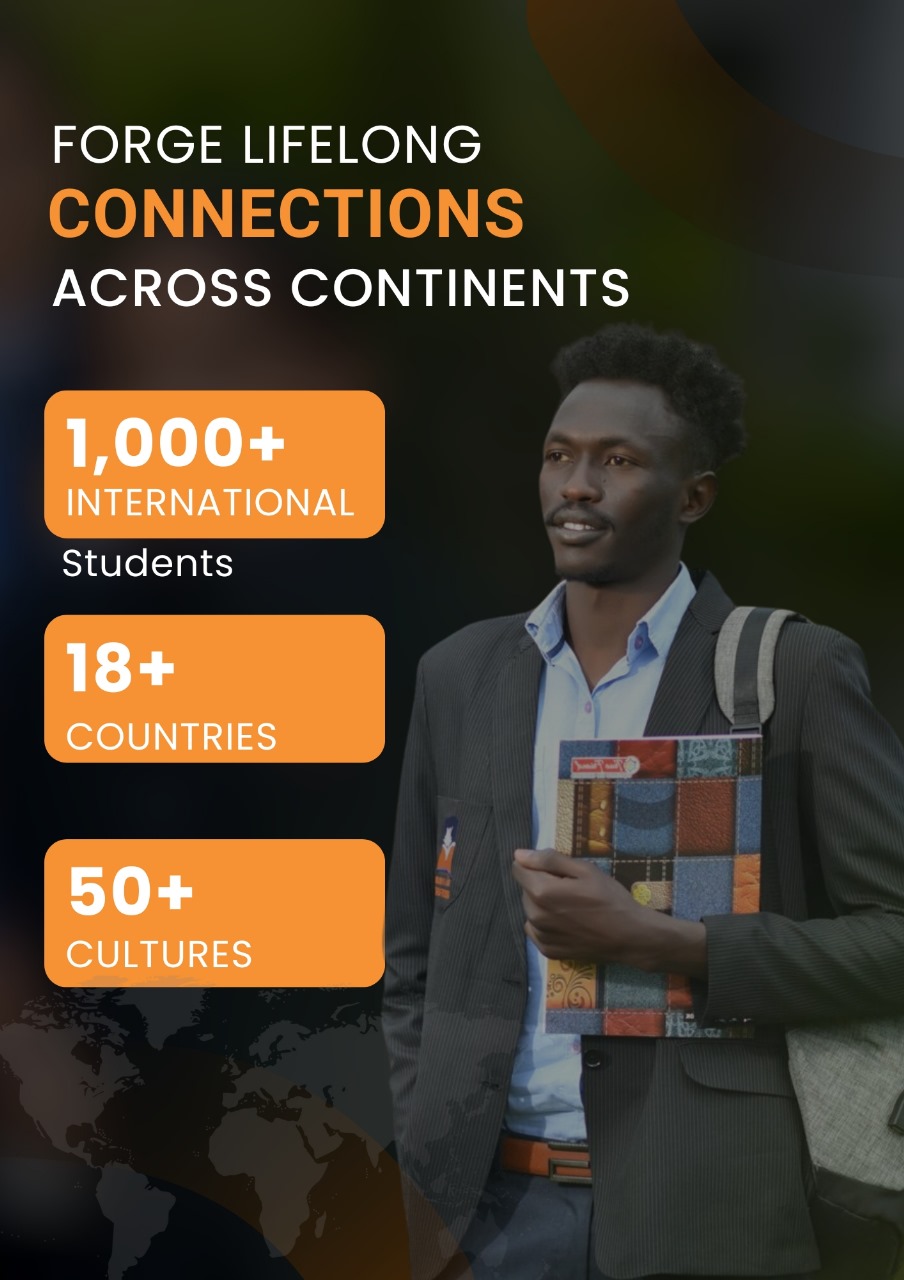 FORGE LIFELONG
CONNECTIONS
ACROSS CONTINENTS
1,000+
INTERNATIONAL
Students
18+
COUNTRIES
50+
CULTURES